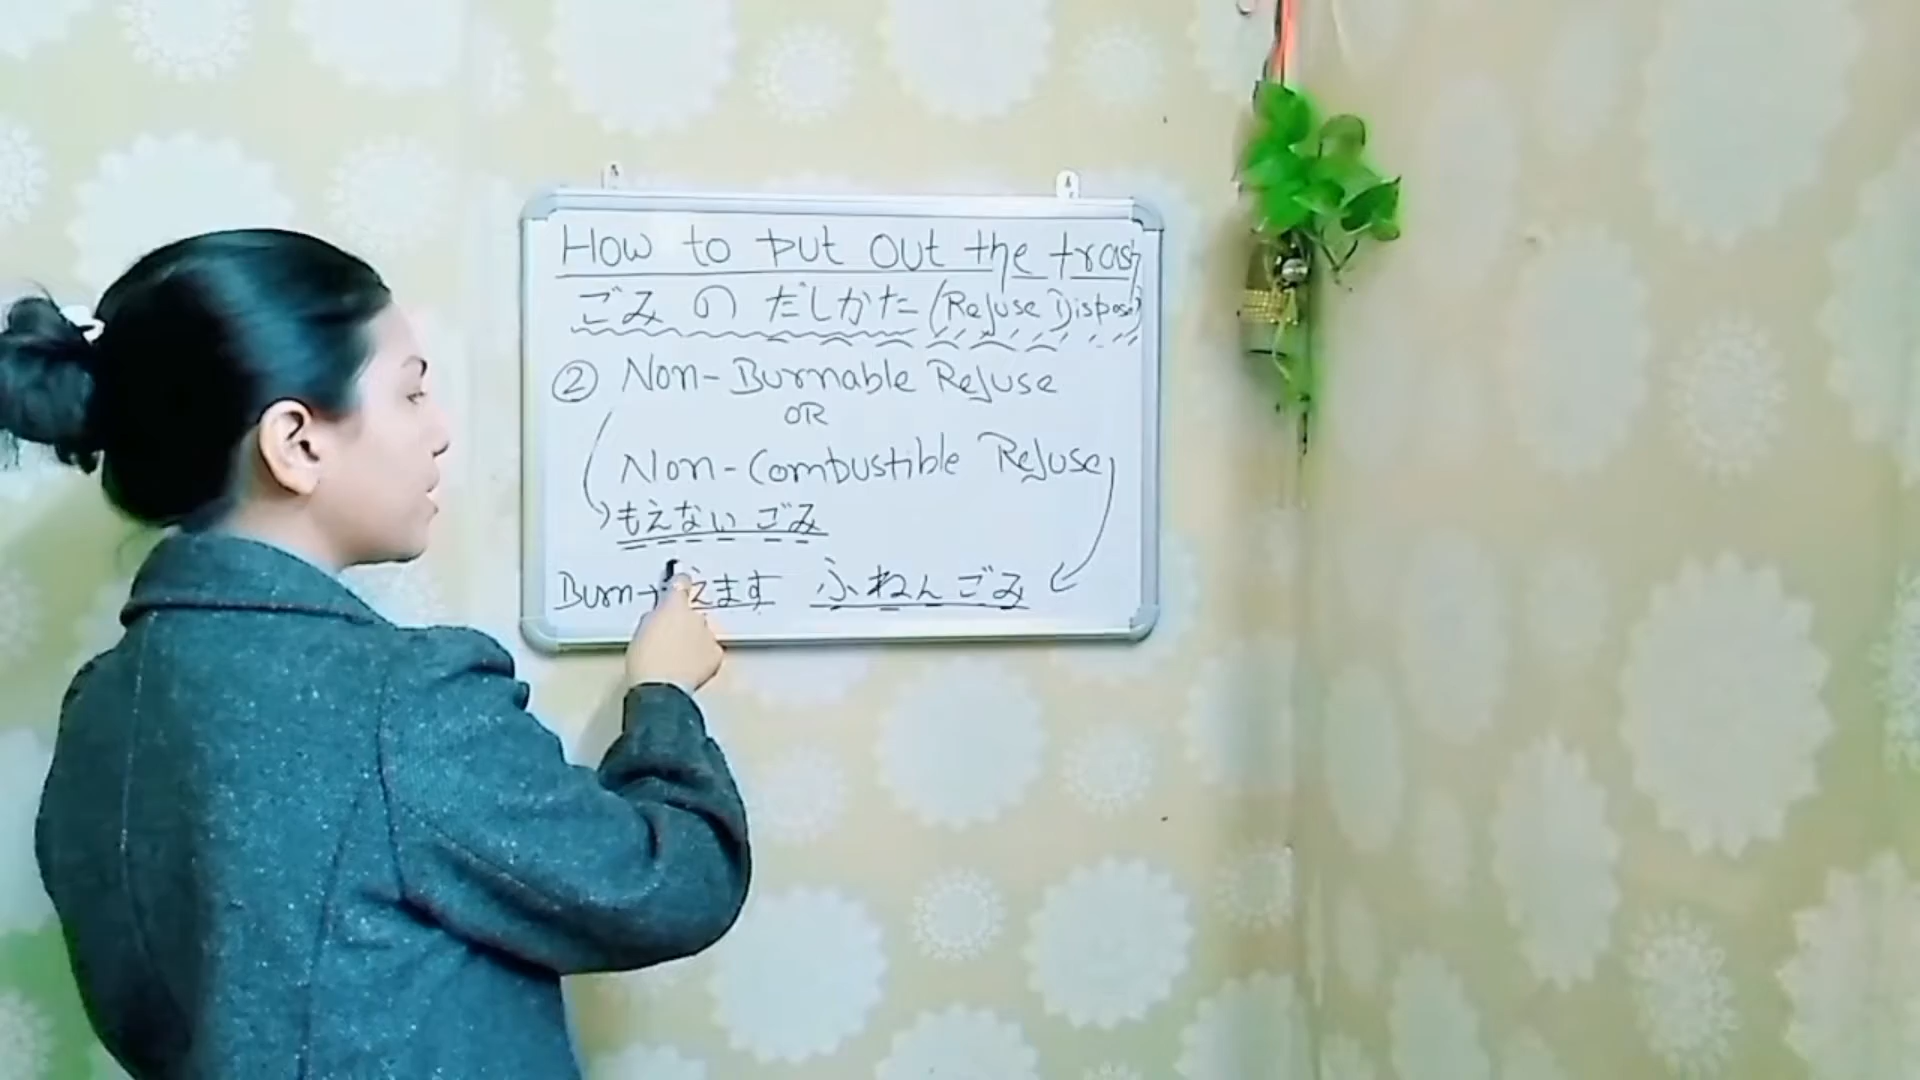 How to put out the trash
ごみ の だしかた (Refuse Disposal)
② Non-Burnable Refuse
OR
Non-Combustible Refuse
もえない ごみ
Burn→ えます ふねんごみ